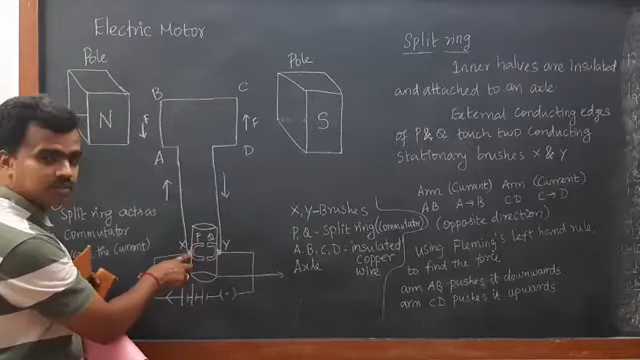 Electric Motor
Pole
Pole
N
S
B
C
A
D
F
F
X
Y
P
Q
Split ring acts as
Commutator
the (current)
X, Y - Brushes
P, Q - Split ring (Commutator)
A, B, C, D - insulated
copper
wire
Axle
Split ring
Inner halves are insulated
and attached to an axle
External conducting edges
of P & Q touch two conducting
Stationary brushes X & Y
Arm (Current) Arm (Current)
AB A→B CD C→D
(Opposite direction)
Using Fleming's left hand rule,
to find the force
arm AB pushes it downwards
arm CD pushes it upwards